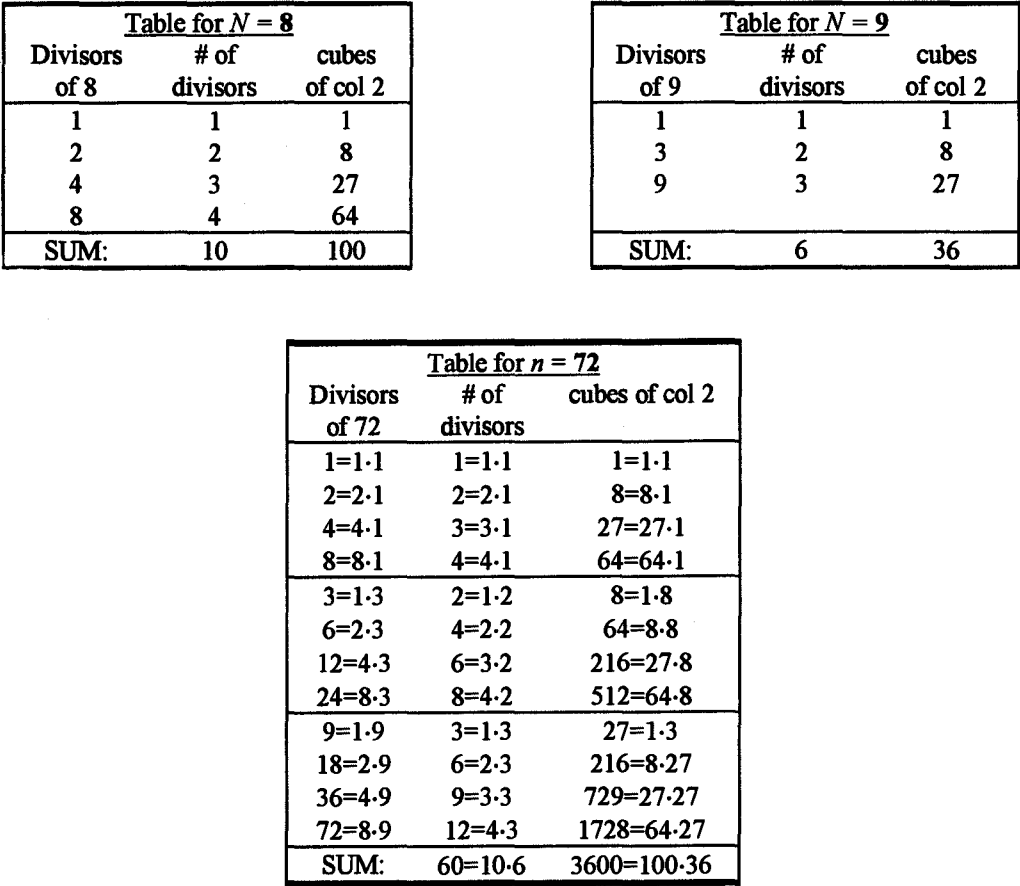 Table for N = 8
Divisors # of cubes
of 8 divisors of col 2
1 1 1
2 2 8
4 3 27
8 4 64
SUM: 10 100
Table for N = 9
Divisors # of cubes
of 9 divisors of col 2
1 1 1
3 2 8
9 3 27
SUM: 6 36
Table for n = 72
Divisors # of cubes of col 2
of 72 divisors
1=1·1 1=1·1 1=1·1
2=2·1 2=2·1 8=8·1
4=4·1 3=3·1 27=27·1
8=8·1 4=4·1 64=64·1
3=1·3 2=1·2 8=1·8
6=2·3 4=2·2 64=8·8
12=4·3 6=3·2 216=27·8
24=8·3 8=4·2 512=64·8
9=1·9 3=1·3 27=1·3
18=2·9 6=2·3 216=8·27
36=4·9 9=3·3 729=27·27
72=8·9 12=4·3 1728=64·27
SUM: 60=10·6 3600=100·36